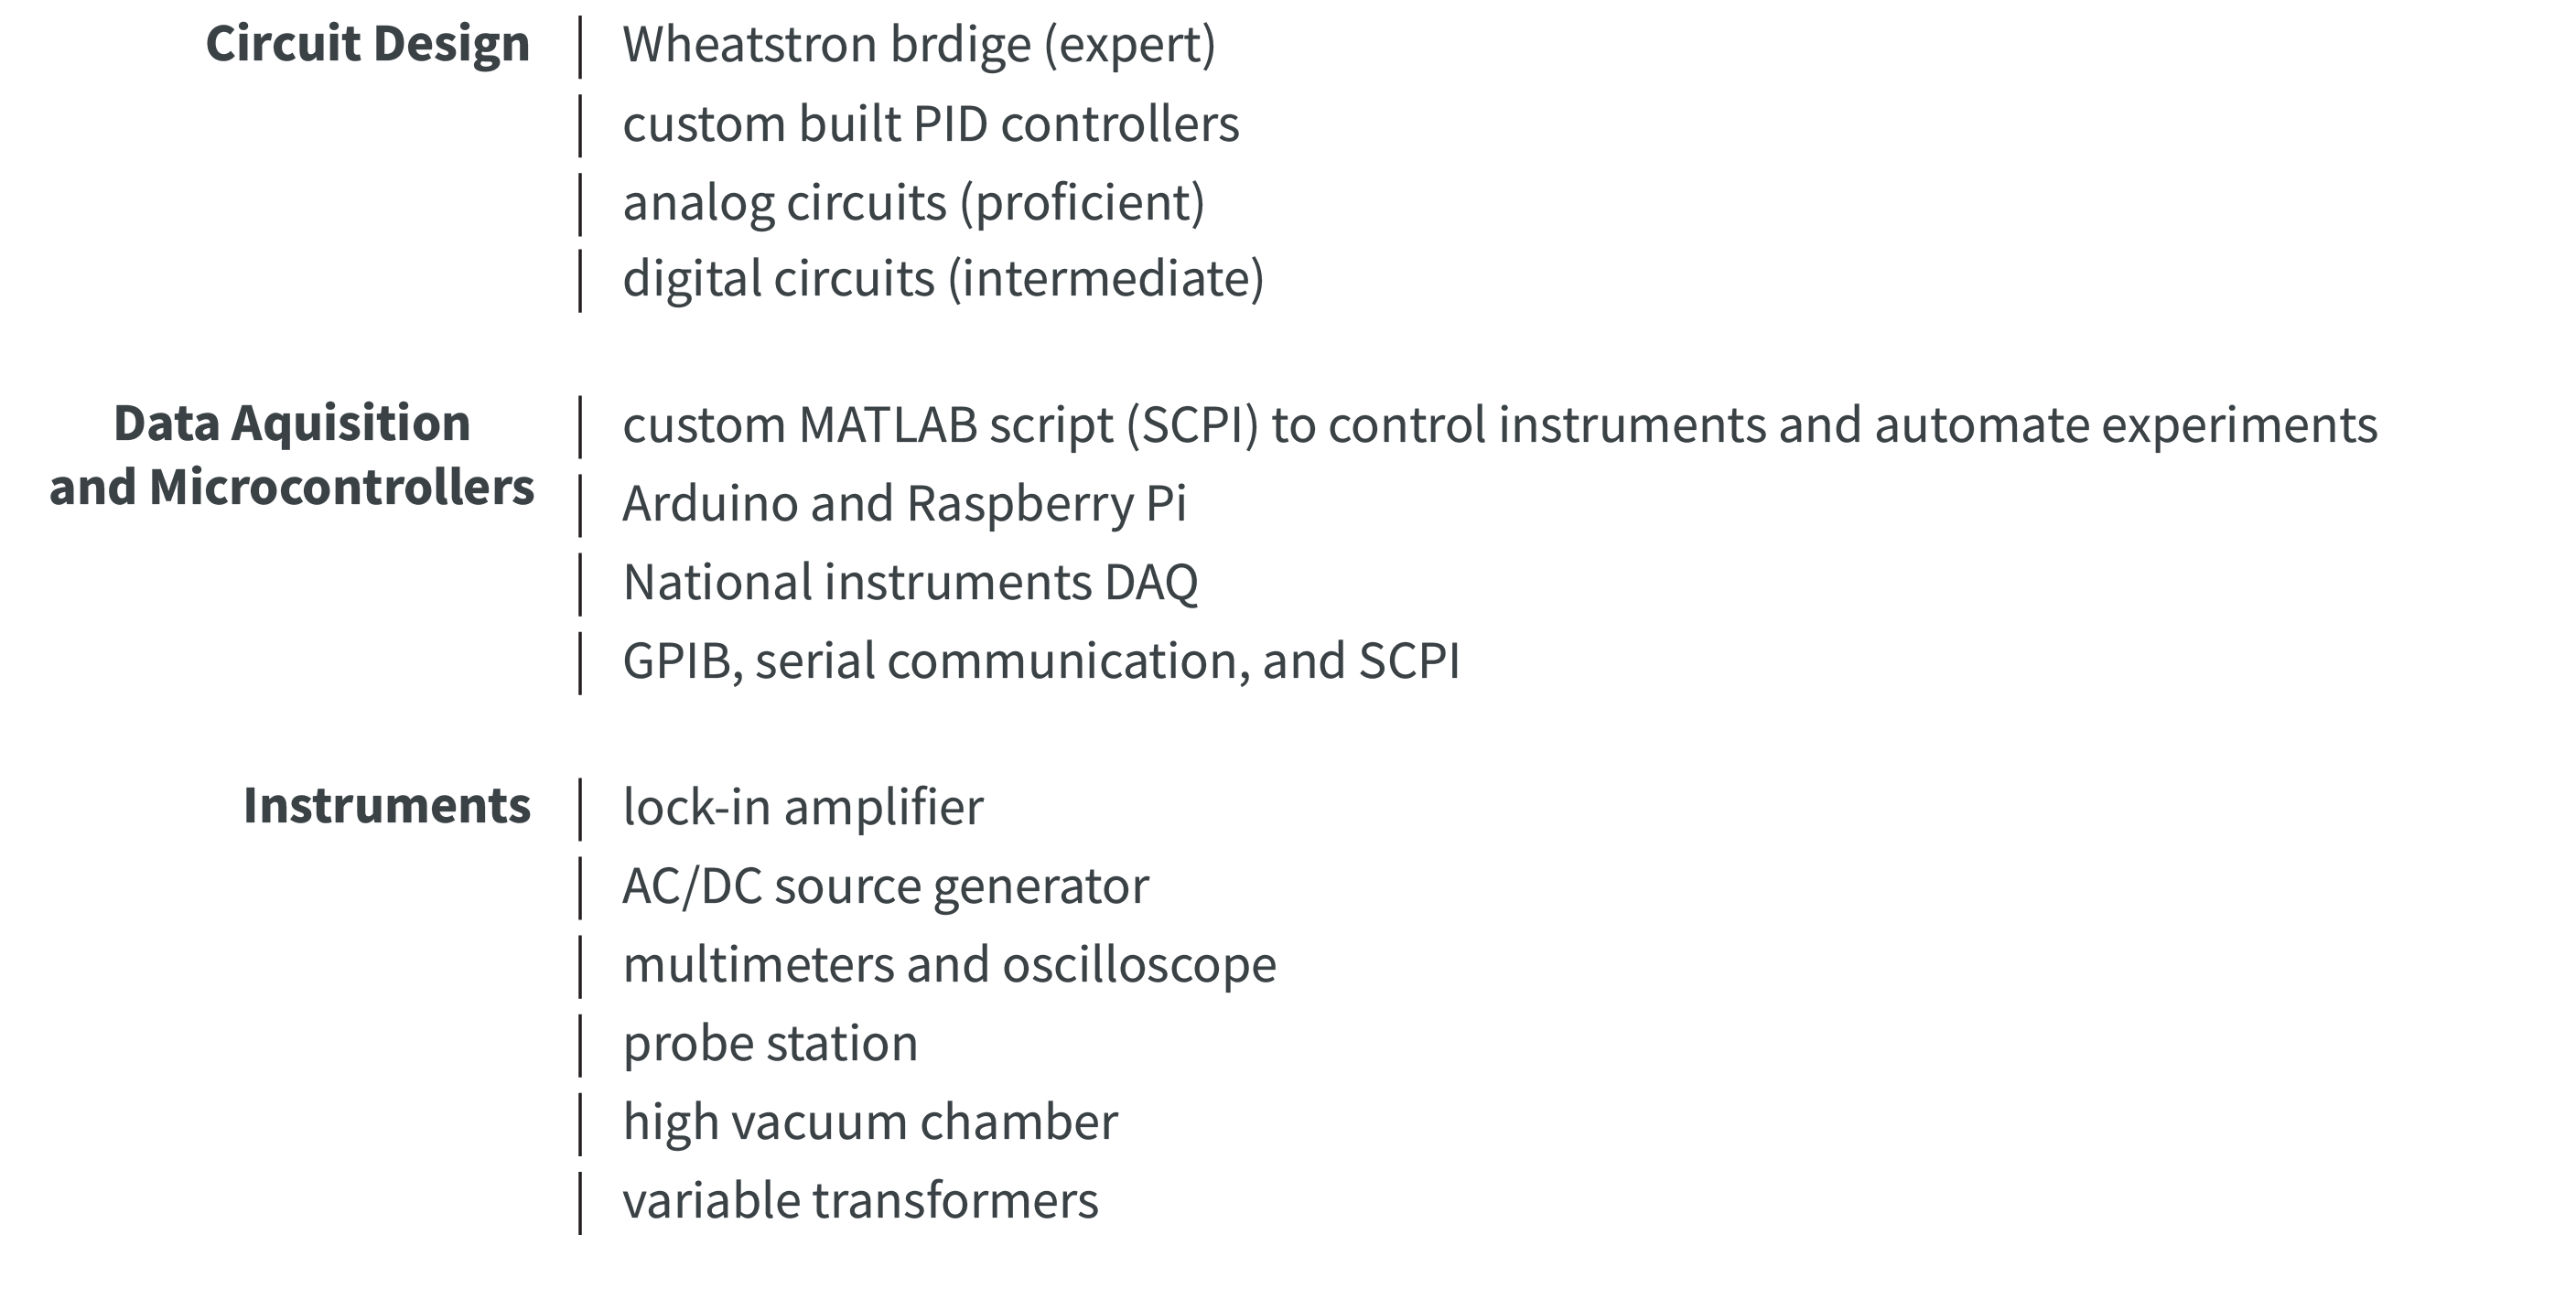 Circuit Design
Wheatstron brdige (expert)
custom built PID controllers
analog circuits (proficient)
digital circuits (intermediate)
Data Aquisition
and Microcontrollers
custom MATLAB script (SCPI) to control instruments and automate experiments
Arduino and Raspberry Pi
National instruments DAQ
GPIB, serial communication, and SCPI
Instruments
lock-in amplifier
AC/DC source generator
multimeters and oscilloscope
probe station
high vacuum chamber
variable transformers